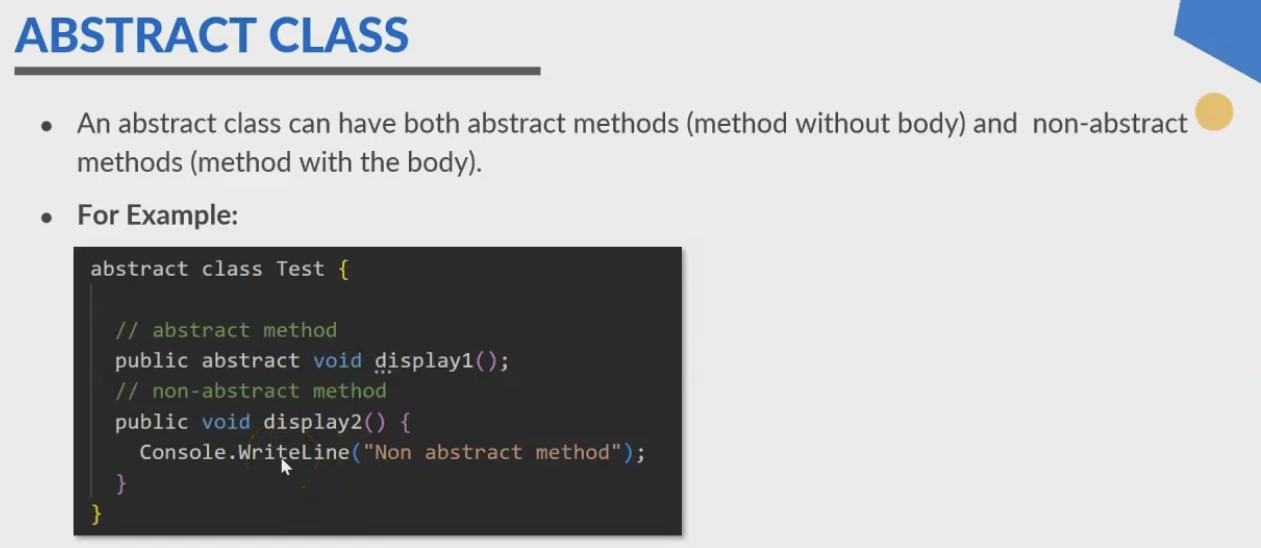 ABSTRACT CLASS
• An abstract class can have both abstract methods (method without body) and non-abstract
methods (method with the body).
• For Example:
abstract class Test {
// abstract method
public abstract void display1();
// non-abstract method
public void display2() {
Console.WriteLine("Non abstract method");
}
}